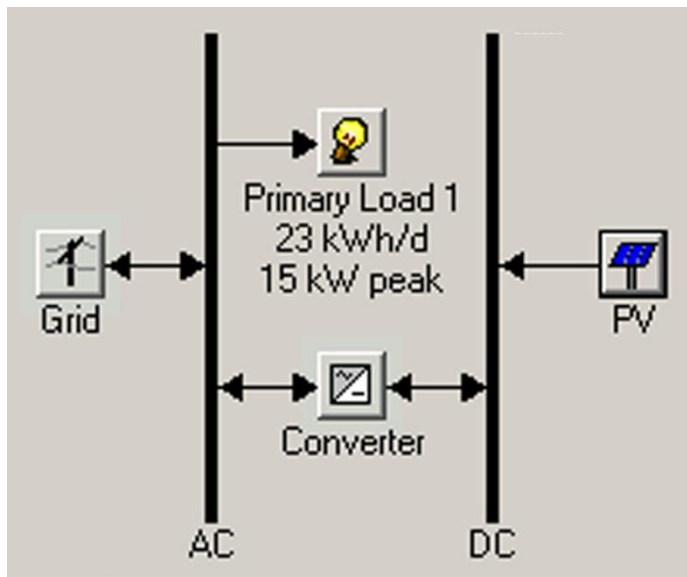 Primary Load 1
23 kWh/d
15 kW peak
Grid
PV
Converter
AC
DC